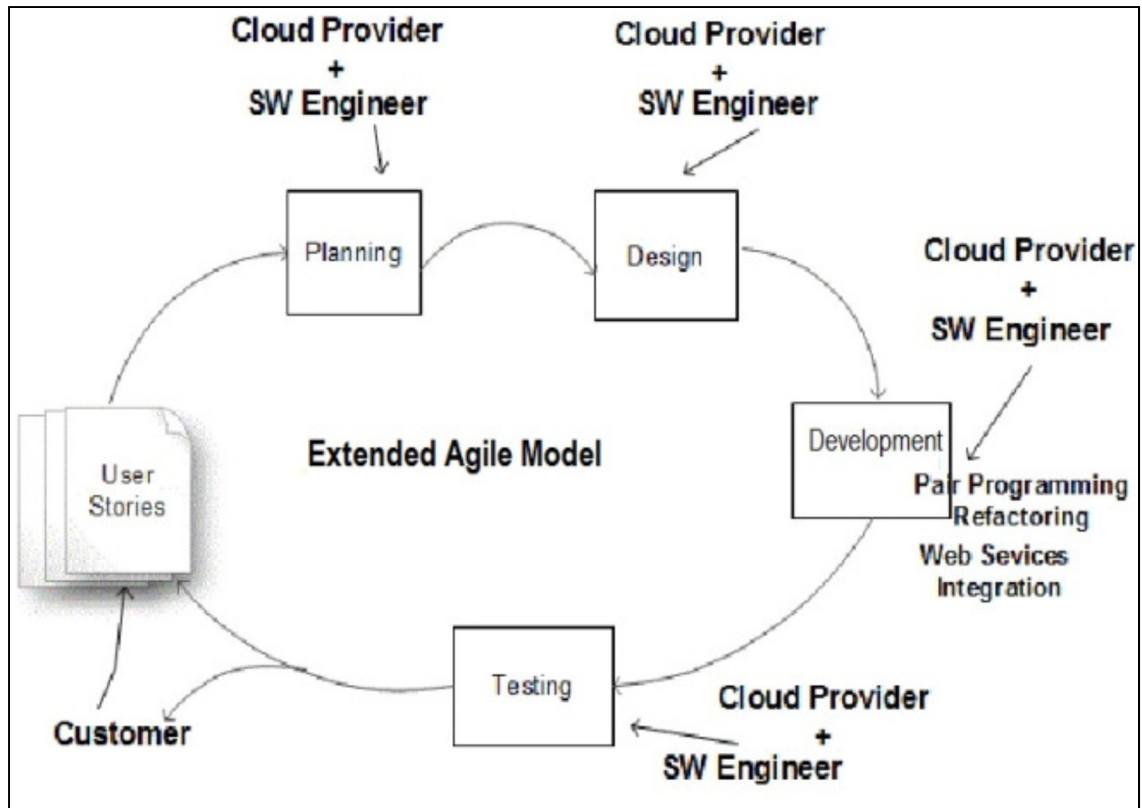 Cloud Provider
+
SW Engineer
Cloud Provider
+
SW Engineer
Planning
Design
Cloud Provider
+
SW Engineer
Development
Pair Programming
Refactoring
Web Sevices
Integration
Extended Agile Model
User
Stories
Testing
Cloud Provider
+
SW Engineer
Customer